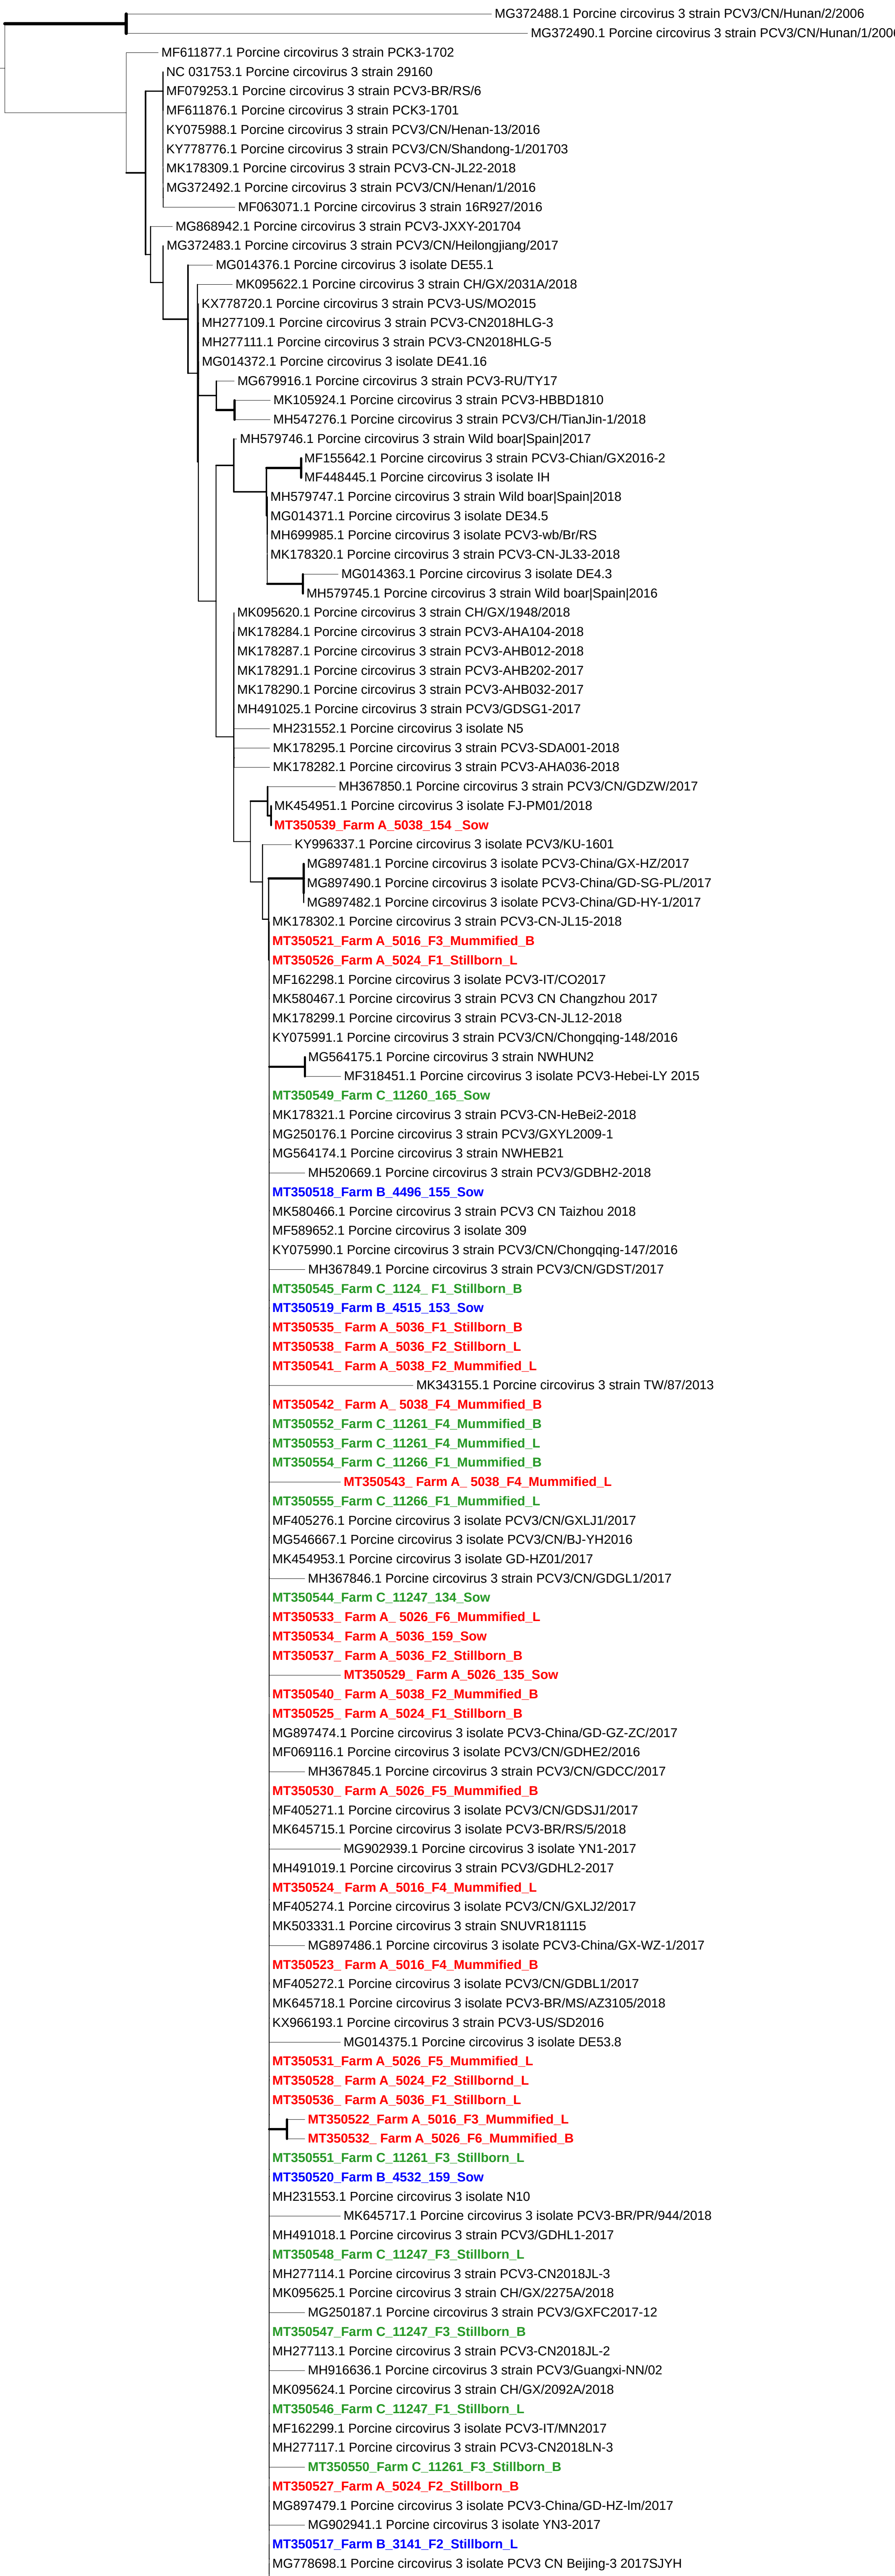 MG372488.1 Porcine circovirus 3 strain PCV3/CN/Hunan/2/2006
MG372490.1 Porcine circovirus 3 strain PCV3/CN/Hunan/1/200
MF611877.1 Porcine circovirus 3 strain PCK3-1702
NC 031753.1 Porcine circovirus 3 strain 29160
MF079253.1 Porcine circovirus 3 strain PCV3-BR/RS/6
MF611876.1 Porcine circovirus 3 strain PCK3-1701
KY075988.1 Porcine circovirus 3 strain PCV3/CN/Henan-13/2016
KY778776.1 Porcine circovirus 3 strain PCV3/CN/Shandong-1/201703
MK178309.1 Porcine circovirus 3 strain PCV3-CN-JL22-2018
MG372492.1 Porcine circovirus 3 strain PCV3/CN/Henan/1/2016
MF063071.1 Porcine circovirus 3 strain 16R927/2016
MG868942.1 Porcine circovirus 3 strain PCV3-JXXY-201704
MG372483.1 Porcine circovirus 3 strain PCV3/CN/Heilongjiang/2017
MG014376.1 Porcine circovirus 3 isolate DE55.1
MK095622.1 Porcine circovirus 3 strain CH/GX/2031A/2018
KX778720.1 Porcine circovirus 3 strain PCV3-US/MO2015
MH277109.1 Porcine circovirus 3 strain PCV3-CN2018HLG-3
MH277111.1 Porcine circovirus 3 strain PCV3-CN2018HLG-5
MG014372.1 Porcine circovirus 3 isolate DE41.16
MG679916.1 Porcine circovirus 3 strain PCV3-RU/TY17
MK105924.1 Porcine circovirus 3 strain PCV3-HBBD1810
MH547276.1 Porcine circovirus 3 strain PCV3/CH/TianJin-1/2018
MH579746.1 Porcine circovirus 3 strain Wild boar|Spain|2017
MF155642.1 Porcine circovirus 3 strain PCV3-Chian/GX2016-2
MF448445.1 Porcine circovirus 3 isolate IH
MH579747.1 Porcine circovirus 3 strain Wild boar|Spain|2018
MG014371.1 Porcine circovirus 3 isolate DE34.5
MH699985.1 Porcine circovirus 3 isolate PCV3-wb/Br/RS
MK178320.1 Porcine circovirus 3 strain PCV3-CN-JL33-2018
MG014363.1 Porcine circovirus 3 isolate DE4.3
MH579745.1 Porcine circovirus 3 strain Wild boar|Spain|2016
MK095620.1 Porcine circovirus 3 strain CH/GX/1948/2018
MK178284.1 Porcine circovirus 3 strain PCV3-AHA104-2018
MK178287.1 Porcine circovirus 3 strain PCV3-AHB012-2018
MK178291.1 Porcine circovirus 3 strain PCV3-AHB202-2017
MK178290.1 Porcine circovirus 3 strain PCV3-AHB032-2017
MH491025.1 Porcine circovirus 3 strain PCV3/GDSG1-2017
MH231552.1 Porcine circovirus 3 isolate N5
MK178295.1 Porcine circovirus 3 strain PCV3-SDA001-2018
MK178282.1 Porcine circovirus 3 strain PCV3-AHA036-2018
MH367850.1 Porcine circovirus 3 strain PCV3/CN/GDZW/2017
MK454951.1 Porcine circovirus 3 isolate FJ-PM01/2018
MT350539_Farm A_5038_154 _Sow
KY996337.1 Porcine circovirus 3 isolate PCV3/KU-1601
MG897481.1 Porcine circovirus 3 isolate PCV3-China/GX-HZ/2017
MG897490.1 Porcine circovirus 3 isolate PCV3-China/GD-SG-PL/2017
MG897482.1 Porcine circovirus 3 isolate PCV3-China/GD-HY-1/2017
MK178302.1 Porcine circovirus 3 strain PCV3-CN-JL15-2018
MT350521_Farm A_5016_F3_Mummified_B
MT350526_Farm A_5024_F1_Stillborn_L
MF162298.1 Porcine circovirus 3 isolate PCV3-IT/CO2017
MK580467.1 Porcine circovirus 3 strain PCV3 CN Changzhou 2017
MK178299.1 Porcine circovirus 3 strain PCV3-CN-JL12-2018
KY075991.1 Porcine circovirus 3 strain PCV3/CN/Chongqing-148/2016
MG564175.1 Porcine circovirus 3 strain NWHUN2
MF318451.1 Porcine circovirus 3 isolate PCV3-Hebei-LY 2015
MT350549_Farm C_11260_165_Sow
MK178321.1 Porcine circovirus 3 strain PCV3-CN-HeBei2-2018
MG250176.1 Porcine circovirus 3 strain PCV3/GXYL2009-1
MG564174.1 Porcine circovirus 3 strain NWHEB21
MH520669.1 Porcine circovirus 3 strain PCV3/GDBH2-2018
MT350518_Farm B_4496_155_Sow
MK580466.1 Porcine circovirus 3 strain PCV3 CN Taizhou 2018
MF589652.1 Porcine circovirus 3 isolate 309
KY075990.1 Porcine circovirus 3 strain PCV3/CN/Chongqing-147/2016
MH367849.1 Porcine circovirus 3 strain PCV3/CN/GDST/2017
MT350545_Farm C_1124_ F1_Stillborn_B
MT350519_Farm B_4515_153_Sow
MT350535_ Farm A_5036_F1_Stillborn_B
MT350538_ Farm A_5036_F2_Stillborn_L
MT350541_ Farm A_5038_F2_Mummified_L
MK343155.1 Porcine circovirus 3 strain TW/87/2013
MT350542_ Farm A_ 5038_F4_Mummified_B
MT350552_Farm C_11261_F4_Mummified_B
MT350553_Farm C_11261_F4_Mummified_L
MT350554_Farm C_11266_F1_Mummified_B
MT350543_ Farm A_ 5038_F4_Mummified_L
MT350555_Farm C_11266_F1_Mummified_L
MF405276.1 Porcine circovirus 3 isolate PCV3/CN/GXLJ1/2017
MG546667.1 Porcine circovirus 3 isolate PCV3/CN/BJ-YH2016
MK454953.1 Porcine circovirus 3 isolate GD-HZ01/2017
MH367846.1 Porcine circovirus 3 strain PCV3/CN/GDGL1/2017
MT350544_Farm C_11247_134_Sow
MT350533_ Farm A_ 5026_F6_Mummified_L
MT350534_ Farm A_5036_159_Sow
MT350537_ Farm A_5036_F2_Stillborn_B
MT350529_ Farm A_5026_135_Sow
MT350540_ Farm A_5038_F2_Mummified_B
MT350525_ Farm A_5024_F1_Stillborn_B
MG897474.1 Porcine circovirus 3 isolate PCV3-China/GD-GZ-ZC/2017
MF069116.1 Porcine circovirus 3 isolate PCV3/CN/GDHE2/2016
MH367845.1 Porcine circovirus 3 strain PCV3/CN/GDCC/2017
MT350530_ Farm A_5026_F5_Mummified_B
MF405271.1 Porcine circovirus 3 isolate PCV3/CN/GDSJ1/2017
MK645715.1 Porcine circovirus 3 isolate PCV3-BR/RS/5/2018
MG902939.1 Porcine circovirus 3 isolate YN1-2017
MH491019.1 Porcine circovirus 3 strain PCV3/GDHL2-2017
MT350524_ Farm A_5016_F4_Mummified_L
MF405274.1 Porcine circovirus 3 isolate PCV3/CN/GXLJ2/2017
MK503331.1 Porcine circovirus 3 strain SNUVR181115
MG897486.1 Porcine circovirus 3 isolate PCV3-China/GX-WZ-1/2017
MT350523_ Farm A_5016_F4_Mummified_B
MF405272.1 Porcine circovirus 3 isolate PCV3/CN/GDBL1/2017
MK645718.1 Porcine circovirus 3 isolate PCV3-BR/MS/AZ3105/2018
KX966193.1 Porcine circovirus 3 strain PCV3-US/SD2016
MG014375.1 Porcine circovirus 3 isolate DE53.8
MT350531_Farm A_5026_F5_Mummified_L
MT350528_ Farm A_5024_F2_Stillbornd_L
MT350536_ Farm A_5036_F1_Stillborn_L
MT350522_Farm A_5016_F3_Mummified_L
MT350532_ Farm A_5026_F6_Mummified_B
MT350551_Farm C_11261_F3_Stillborn_L
MT350520_Farm B_4532_159_Sow
MH231553.1 Porcine circovirus 3 isolate N10
MK645717.1 Porcine circovirus 3 isolate PCV3-BR/PR/944/2018
MH491018.1 Porcine circovirus 3 strain PCV3/GDHL1-2017
MT350548_Farm C_11247_F3_Stillborn_L
MH277114.1 Porcine circovirus 3 strain PCV3-CN2018JL-3
MK095625.1 Porcine circovirus 3 strain CH/GX/2275A/2018
MG250187.1 Porcine circovirus 3 strain PCV3/GXFC2017-12
MT350547_Farm C_11247_F3_Stillborn_B
MH277113.1 Porcine circovirus 3 strain PCV3-CN2018JL-2
MH916636.1 Porcine circovirus 3 strain PCV3/Guangxi-NN/02
MK095624.1 Porcine circovirus 3 strain CH/GX/2092A/2018
MT350546_Farm C_11247_F1_Stillborn_L
MF162299.1 Porcine circovirus 3 isolate PCV3-IT/MN2017
MH277117.1 Porcine circovirus 3 strain PCV3-CN2018LN-3
MT350550_Farm C_11261_F3_Stillborn_B
MT350527_Farm A_5024_F2_Stillborn_B
MG897479.1 Porcine circovirus 3 isolate PCV3-China/GD-HZ-lm/2017
MG902941.1 Porcine circovirus 3 isolate YN3-2017
MT350517_Farm B_3141_F2_Stillborn_L
MG778698.1 Porcine circovirus 3 isolate PCV3 CN Beijing-3 2017SJYH